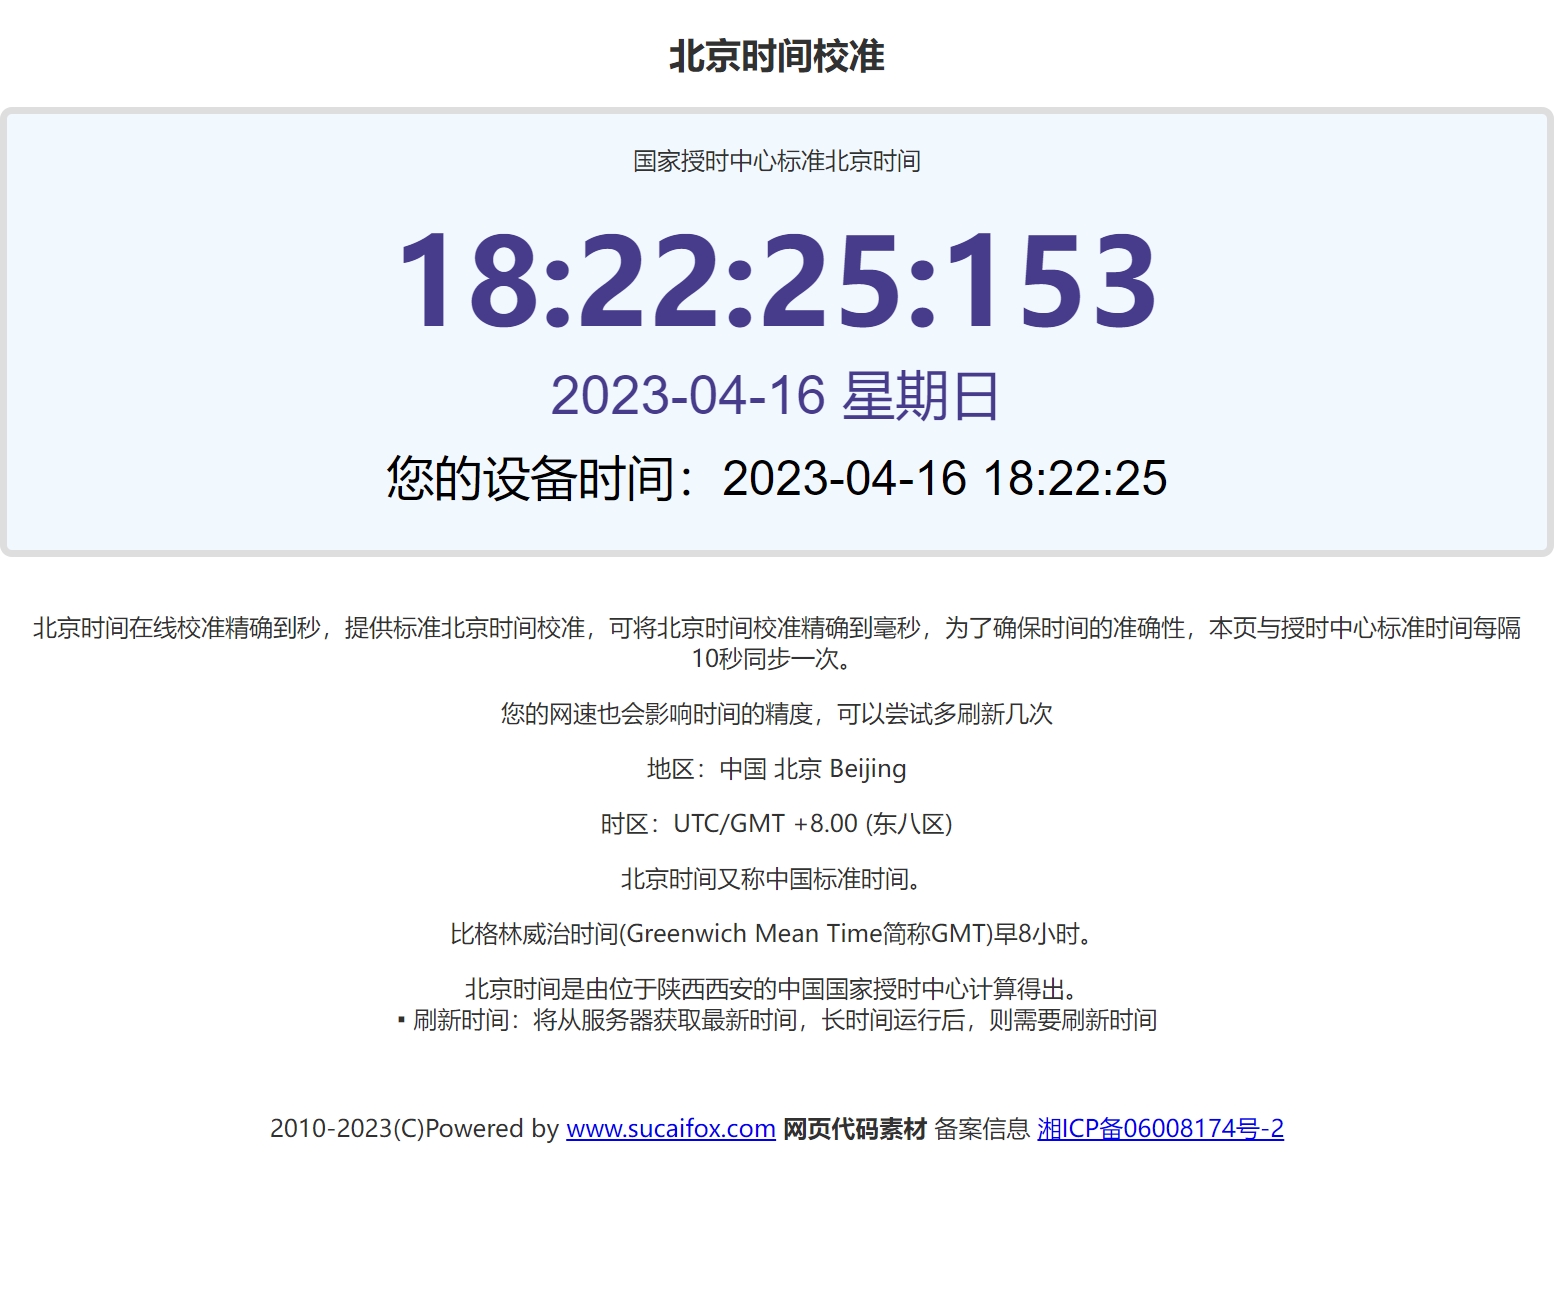 北京时间校准
国家授时中心标准北京时间
18:22:25:153
2023-04-16 星期日
您的设备时间：2023-04-16 18:22:25
北京时间在线校准精确到秒，提供标准北京时间校准，可将北京时间校准精确到毫秒，为了确保时间的准确性，本页与授时中心标准时间每隔
10秒同步一次。
您的网速也会影响时间的精度，可以尝试多刷新几次
地区：中国 北京 Beijing
时区：UTC/GMT +8.00 (东八区)
北京时间又称中国标准时间。
比格林威治时间(Greenwich Mean Time简称GMT)早8小时。
北京时间是由位于陕西西安的中国国家授时中心计算得出。
▪ 刷新时间：将从服务器获取最新时间，长时间运行后，则需要刷新时间
2010-2023(C)Powered by www.sucaifox.com 网页代码素材 备案信息 湘ICP备06008174号-2